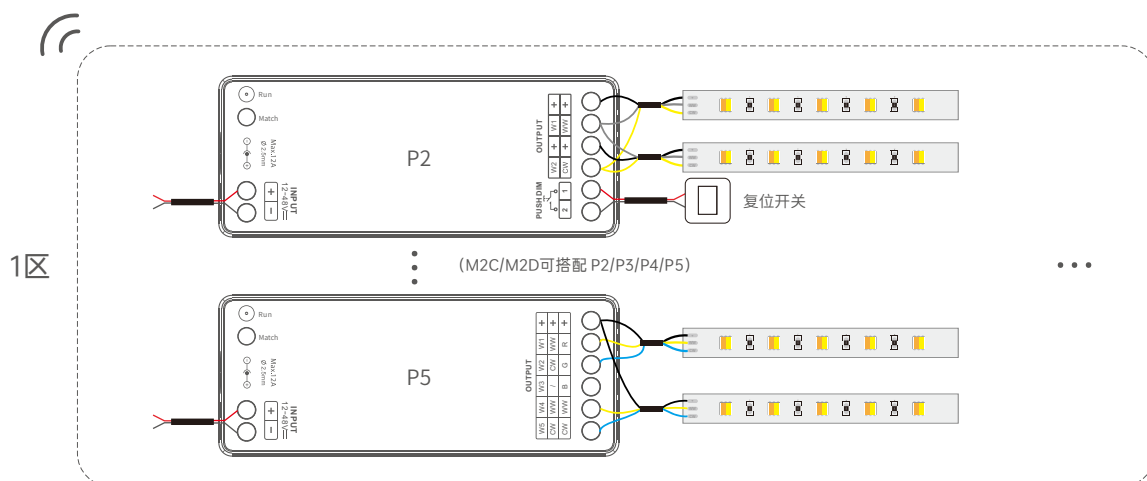 Run
Match
Max.12A
Ø 2.5mm
INPUT
12~48V
+
−
P2
OUTPUT
+ +
W1 WW
+ +
W2 CW
PUSH DIM
1
2
复位开关
1区
(M2C/M2D可搭配 P2/P3/P4/P5)
Run
Match
Max.12A
Ø 2.5mm
INPUT
12~48V
+
−
P5
OUTPUT
+ + +
W1 WW R
W2 CW G
W3 / B
W4 WW WW
W5 CW CW